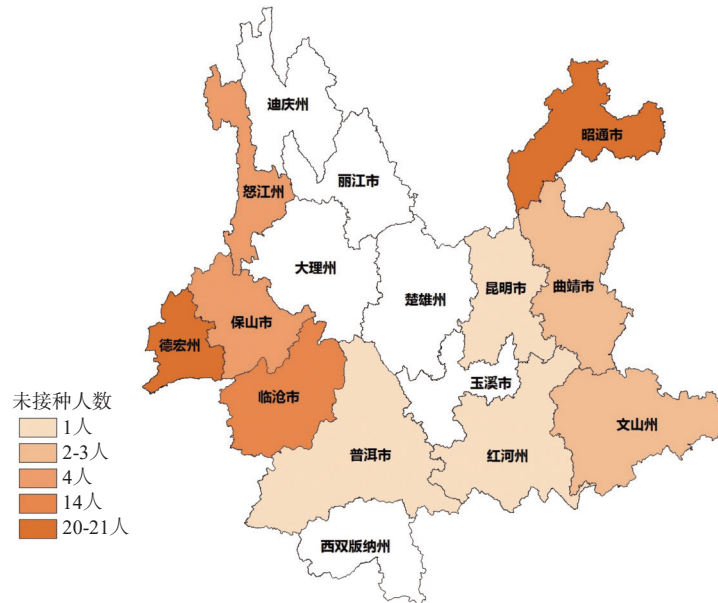 迪庆州
昭通市
丽江市
怒江州
大理州
楚雄州
昆明市
曲靖市
保山市
德宏州
临沧市
玉溪市
文山州
普洱市
红河州
西双版纳州
未接种人数
1人
2-3人
4人
14人
20-21人